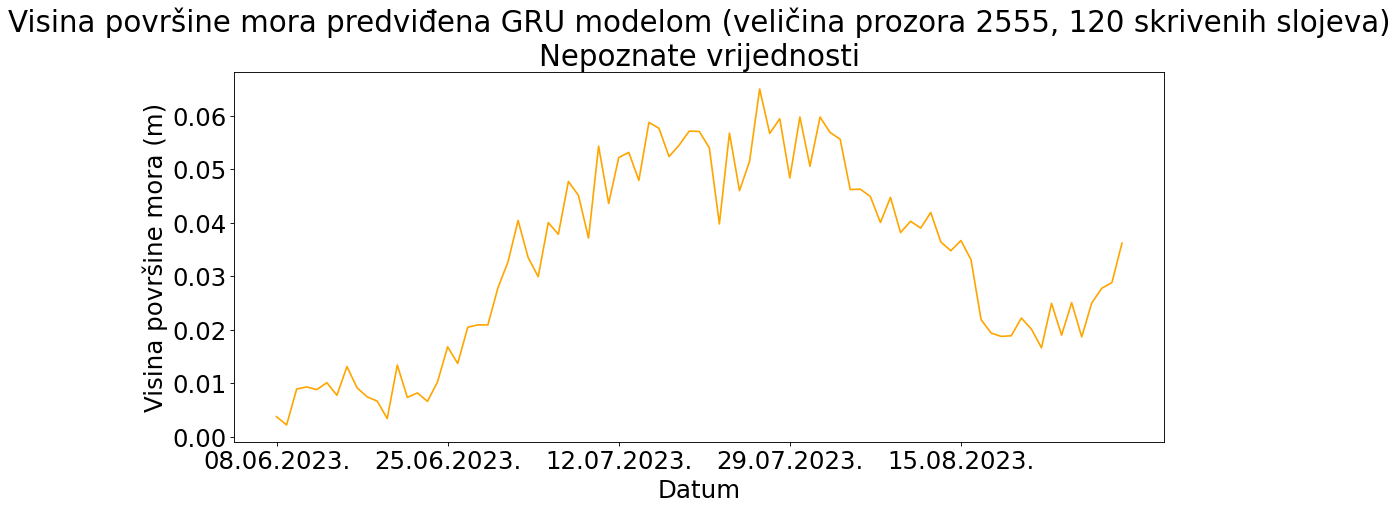 Visina površine mora predviđena GRU modelom (veličina prozora 2555, 120 skrivenih slojeva)
Nepoznate vrijednosti
Visina površine mora (m)
0.06
0.05
0.04
0.03
0.02
0.01
0.00
08.06.2023. 25.06.2023. 12.07.2023. 29.07.2023. 15.08.2023.
Datum